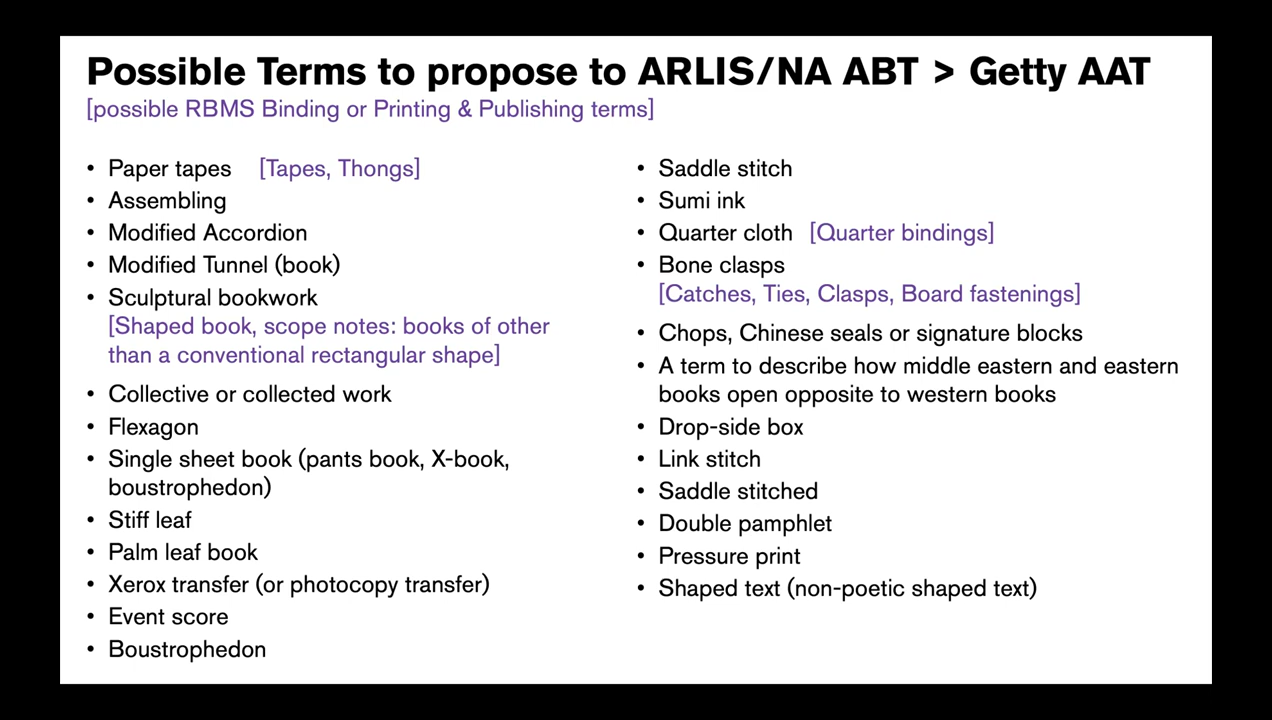 Possible Terms to propose to ARLIS/NA ABT > Getty AAT
[possible RBMS Binding or Printing & Publishing terms]
• Paper tapes [Tapes, Thongs]
• Assembling
• Modified Accordion
• Modified Tunnel (book)
• Sculptural bookwork
[Shaped book, scope notes: books of other
than a conventional rectangular shape]
• Collective or collected work
• Flexagon
• Single sheet book (pants book, X-book,
boustrophedon)
• Stiff leaf
• Palm leaf book
• Xerox transfer (or photocopy transfer)
• Event score
• Boustrophedon
• Saddle stitch
• Sumi ink
• Quarter cloth [Quarter bindings]
• Bone clasps
[Catches, Ties, Clasps, Board fastenings]
• Chops, Chinese seals or signature blocks
• A term to describe how middle eastern and eastern
books open opposite to western books
• Drop-side box
• Link stitch
• Saddle stitched
• Double pamphlet
• Pressure print
• Shaped text (non-poetic shaped text)